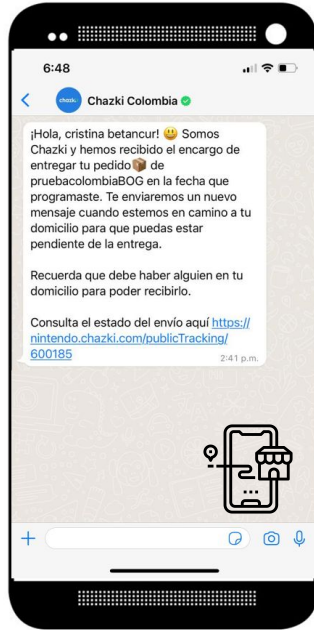 6:48
chazki.
Chazki Colombia
¡Hola, cristina betancur! 😃 Somos
Chazki y hemos recibido el encargo de
entregar tu pedido📦 de
pruebacolombiaBOG en la fecha que
programaste. Te enviaremos un nuevo
mensaje cuando estemos en camino a tu
domicilio para que puedas estar
pendiente de la entrega.
Recuerda que debe haber alguien en tu
domicilio para poder recibirlo.
Consulta el estado del envío aquí https://
nintendo.chazki.com/publicTracking/
600185
2:41 p.m.